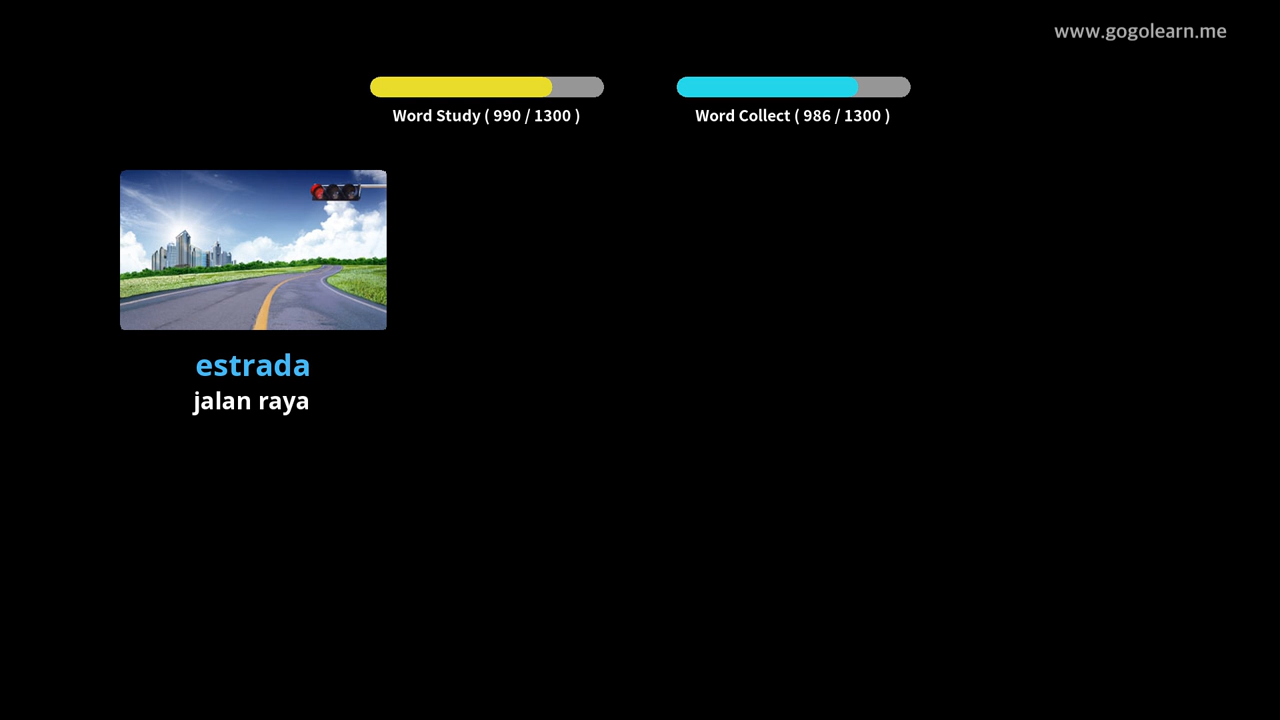 www.gogolearn.me
Word Study ( 990 / 1300 )
Word Collect ( 986 / 1300 )
estrada
jalan raya